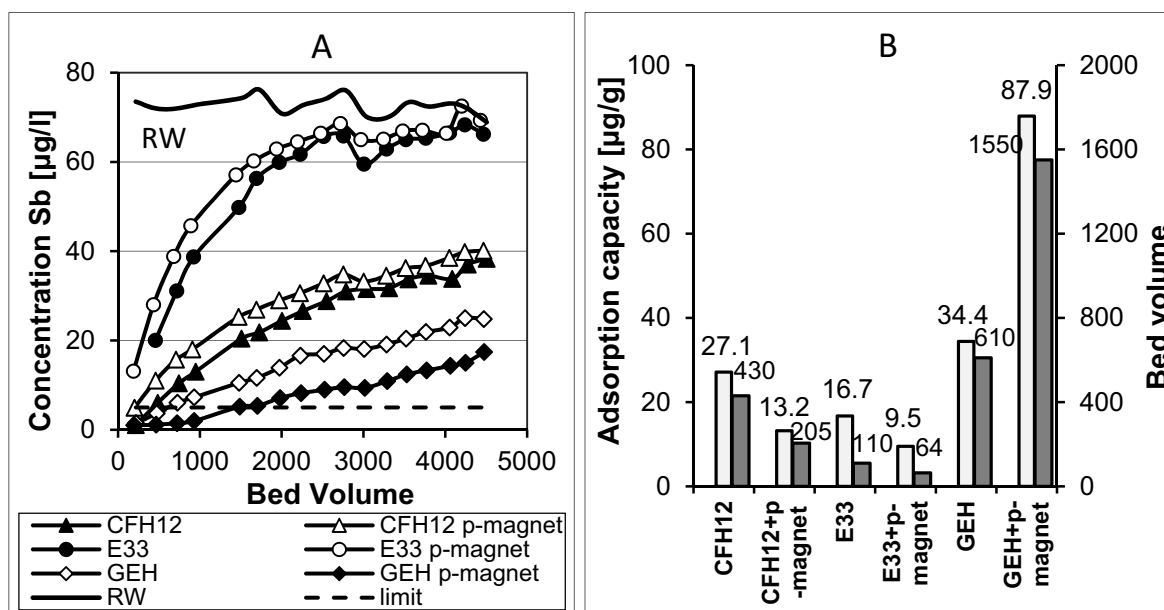 A
Concentration Sb [µg/l]
80
60
40
20
0
RW
0 1000 2000 3000 4000 5000
Bed Volume
CFH12 CFH12 p-magnet
E33 E33 p-magnet
GEH GEH p-magnet
RW limit
B
Adsorption capacity [µg/g]
100
80
60
40
20
0
27.1
430
13.2
205
16.7
110
9.5
64
34.4
610
87.9
1550
2000
1600
1200
800
400
0
Bed volume
CFH12
CFH12+p
-magnet
E33
E33+p-
magnet
GEH
GEH+p-
magnet